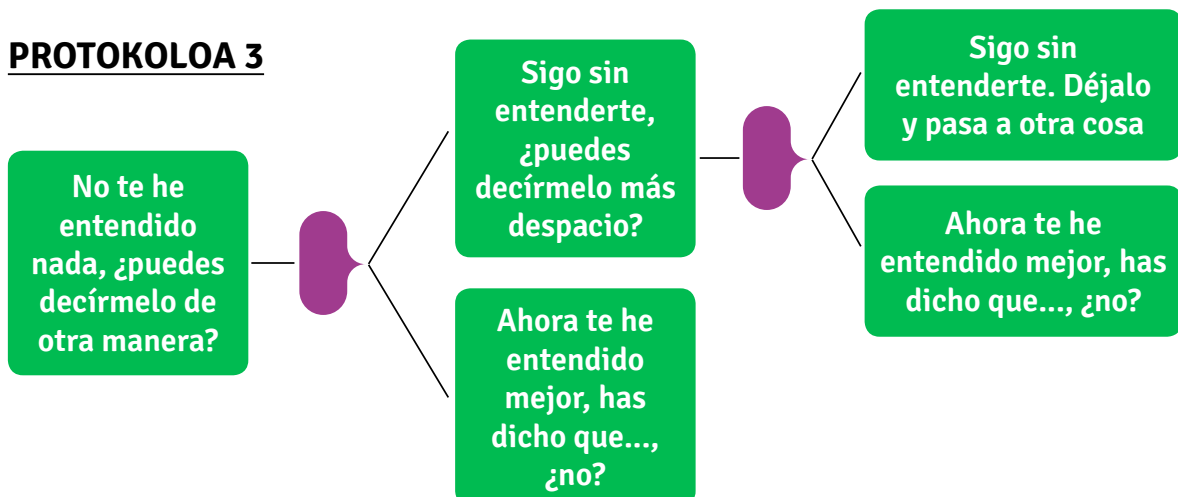 PROTOKOLOA 3
No te he
entendido
nada, ¿puedes
decírmelo de
otra manera?
Sigo sin
entenderte,
¿puedes
decírmelo más
despacio?
Ahora te he
entendido
mejor, has
dicho que...,
¿no?
Sigo sin
entenderte. Déjalo
y pasa a otra cosa
Ahora te he
entendido mejor, has
dicho que..., ¿no?